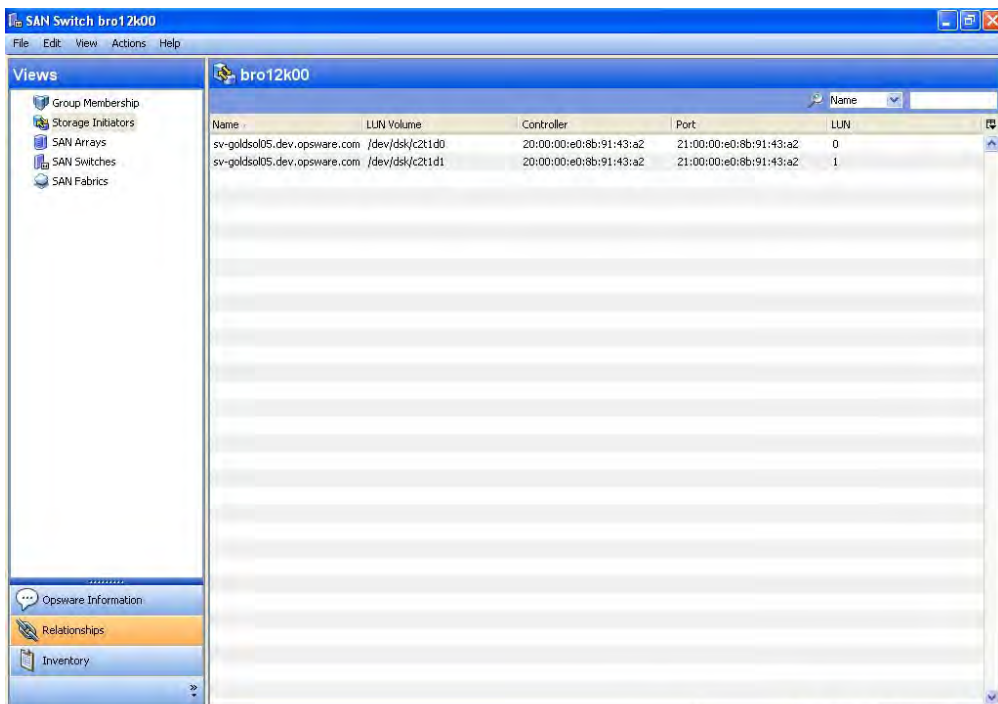 SAN Switch bro12k00
File Edit View Actions Help
Views
Group Membership
Storage Initiators
SAN Arrays
SAN Switches
SAN Fabrics
Opsware Information
Relationships
Inventory
bro12k00
Name
Name LUN Volume Controller Port LUN
sv-goldsol05.dev.opsware.com /dev/dsk/c2t1d0 20:00:00:e0:8b:91:43:a2 21:00:00:e0:8b:91:43:a2 0
sv-goldsol05.dev.opsware.com /dev/dsk/c2t1d1 20:00:00:e0:8b:91:43:a2 21:00:00:e0:8b:91:43:a2 1